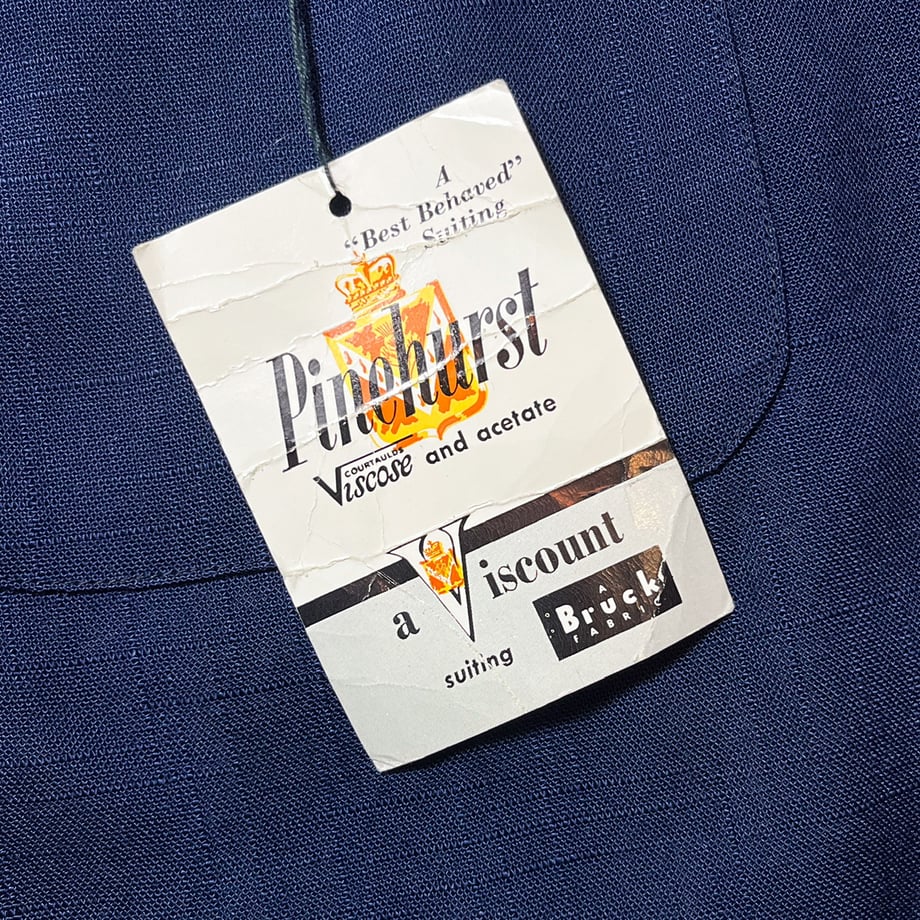 A
“Best Behaved”
Suiting
Pinehurst
COURTAULDS
Viscose and acetate
a Viscount
suiting
A
Bruck
FABRIC